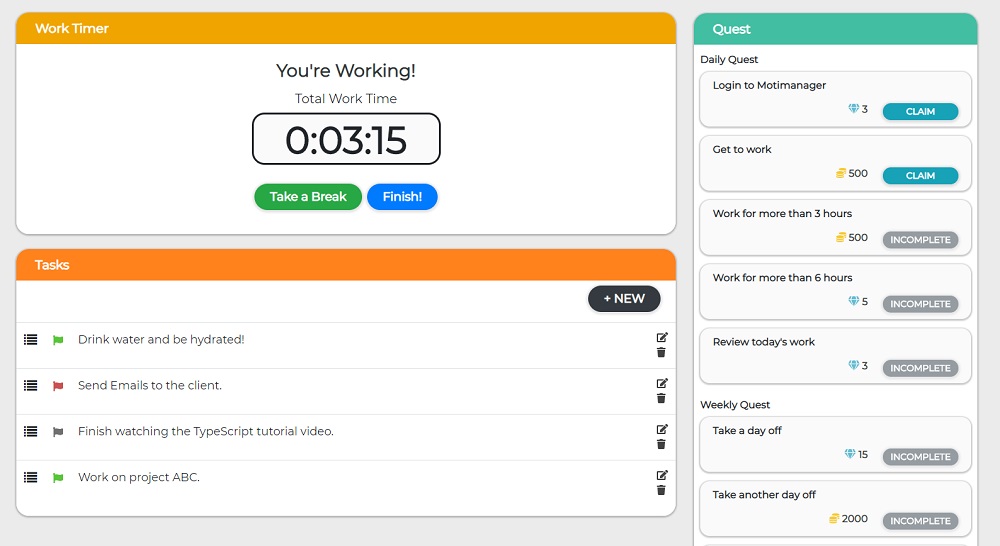 Work Timer
You're Working!
Total Work Time
0:03:15
Take a Break Finish!
Tasks
+ NEW
Drink water and be hydrated!
Send Emails to the client.
Finish watching the TypeScript tutorial video.
Work on project ABC.
Quest
Daily Quest
Login to Motimanager
3 CLAIM
Get to work
500 CLAIM
Work for more than 3 hours
500 INCOMPLETE
Work for more than 6 hours
5 INCOMPLETE
Review today's work
3 INCOMPLETE
Weekly Quest
Take a day off
15 INCOMPLETE
Take another day off
2000 INCOMPLETE